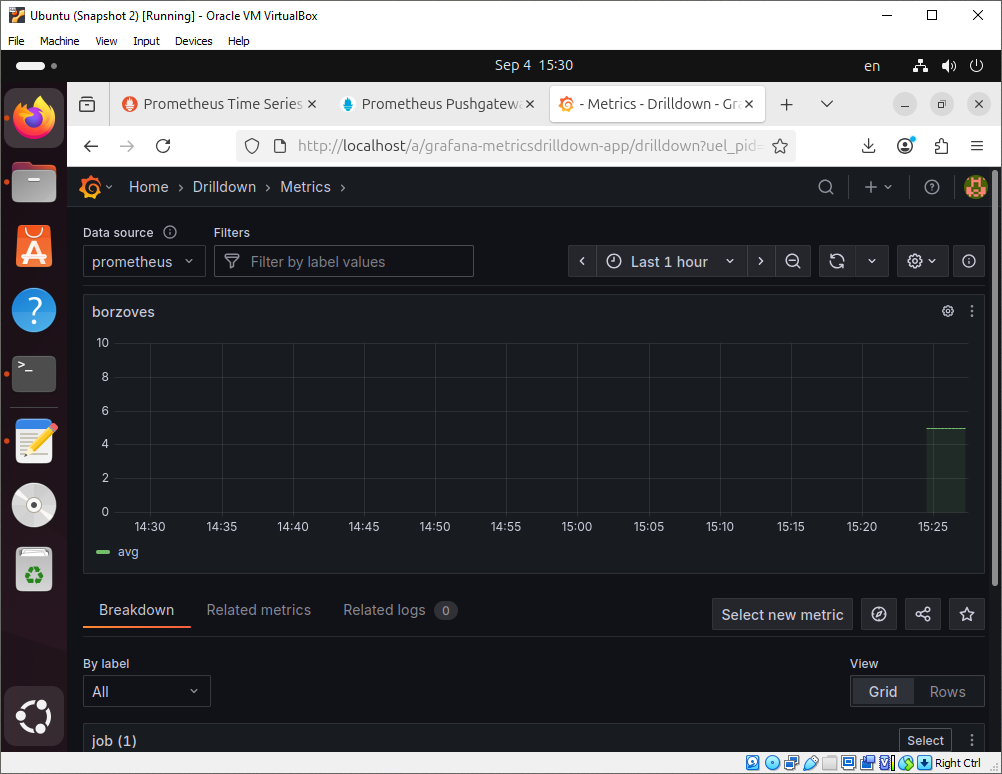 Ubuntu (Snapshot 2) [Running] - Oracle VM VirtualBox
File Machine View Input Devices Help
Sep 4 15:30
en
Prometheus Time Series
Prometheus Pushgatew
- Metrics - Drilldown - Gr
http://localhost/a/grafana-metricsdrilldown-app/drilldown?uel_pid=
Home › Drilldown › Metrics ›
Data source
Filters
prometheus
Filter by label values
Last 1 hour
borzoves
10
8
6
4
2
0
14:30 14:35 14:40 14:45 14:50 14:55 15:00 15:05 15:10 15:15 15:20 15:25
avg
Breakdown
Related metrics
Related logs 0
Select new metric
By label
View
All
Grid
Rows
job (1)
Select
Right Ctrl